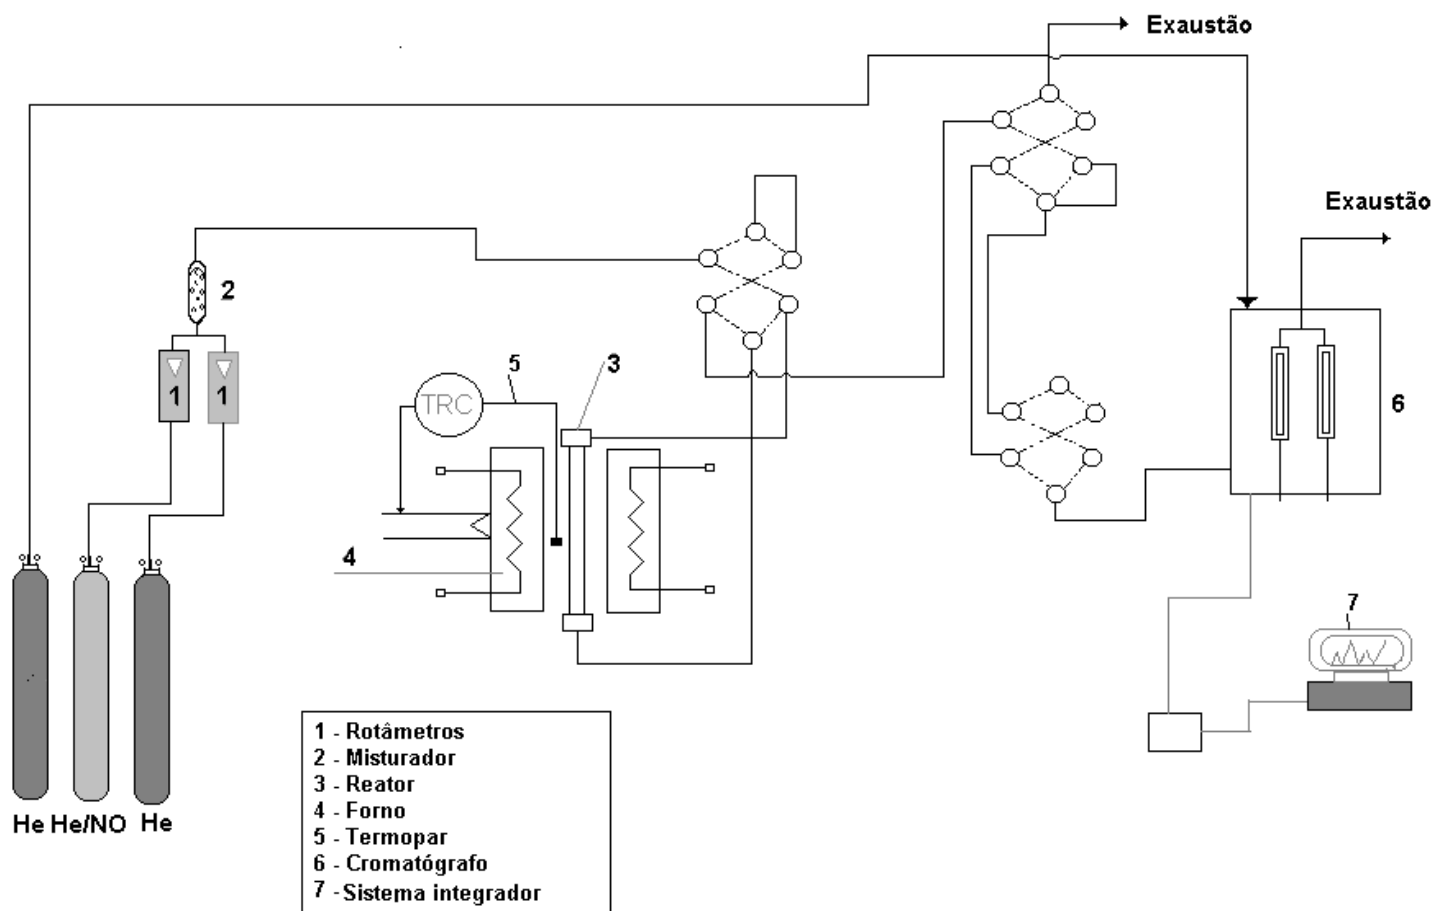 Exaustão
Exaustão
2
1
1
5
3
TRC
6
4
7
He He/NO He
1 - Rotâmetros
2 - Misturador
3 - Reator
4 - Forno
5 - Termopar
6 - Cromatógrafo
7 - Sistema integrador